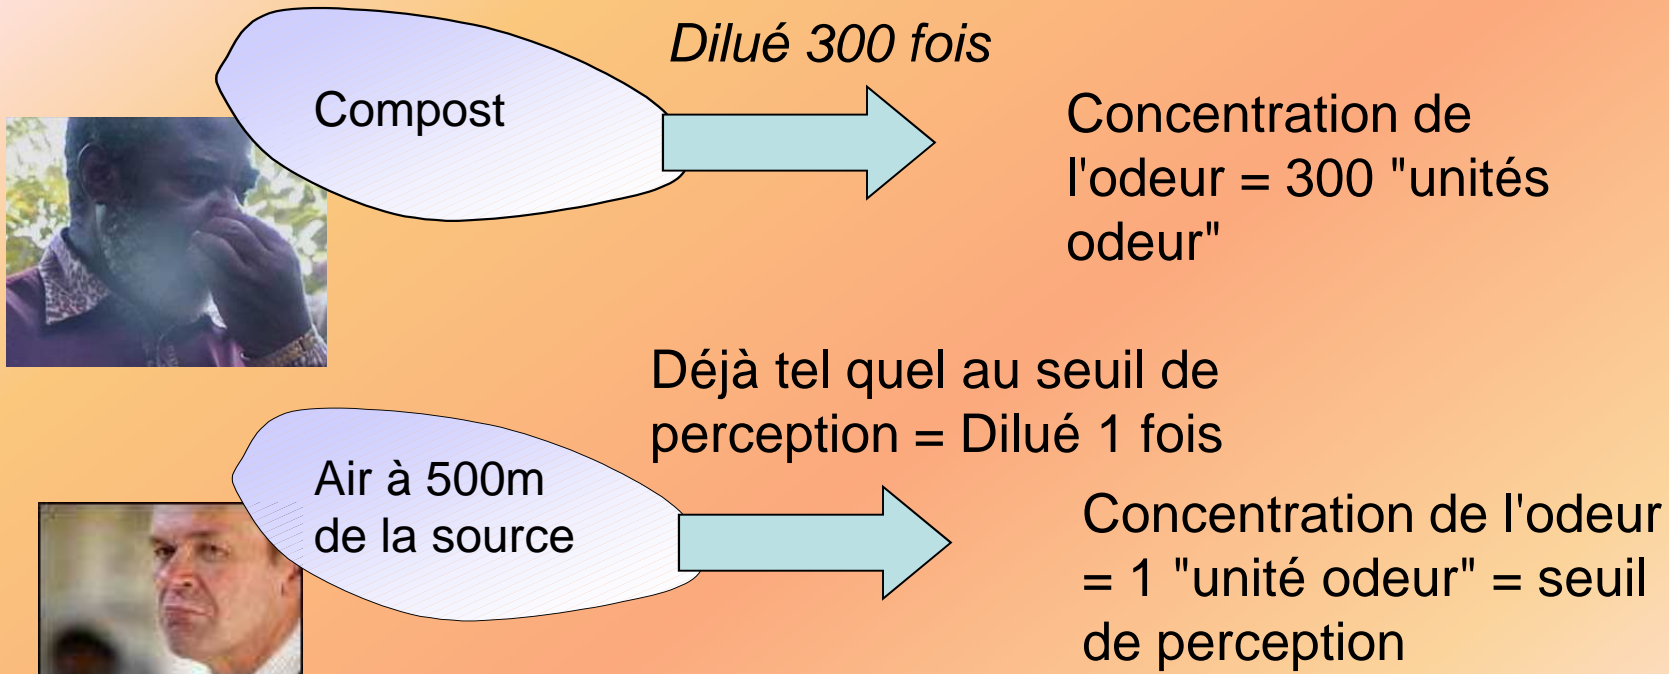 Dilué 300 fois
Compost
Concentration de
l'odeur = 300 "unités
odeur"
Déjà tel quel au seuil de
perception = Dilué 1 fois
Air à 500m
de la source
Concentration de l'odeur
= 1 "unité odeur" = seuil
de perception